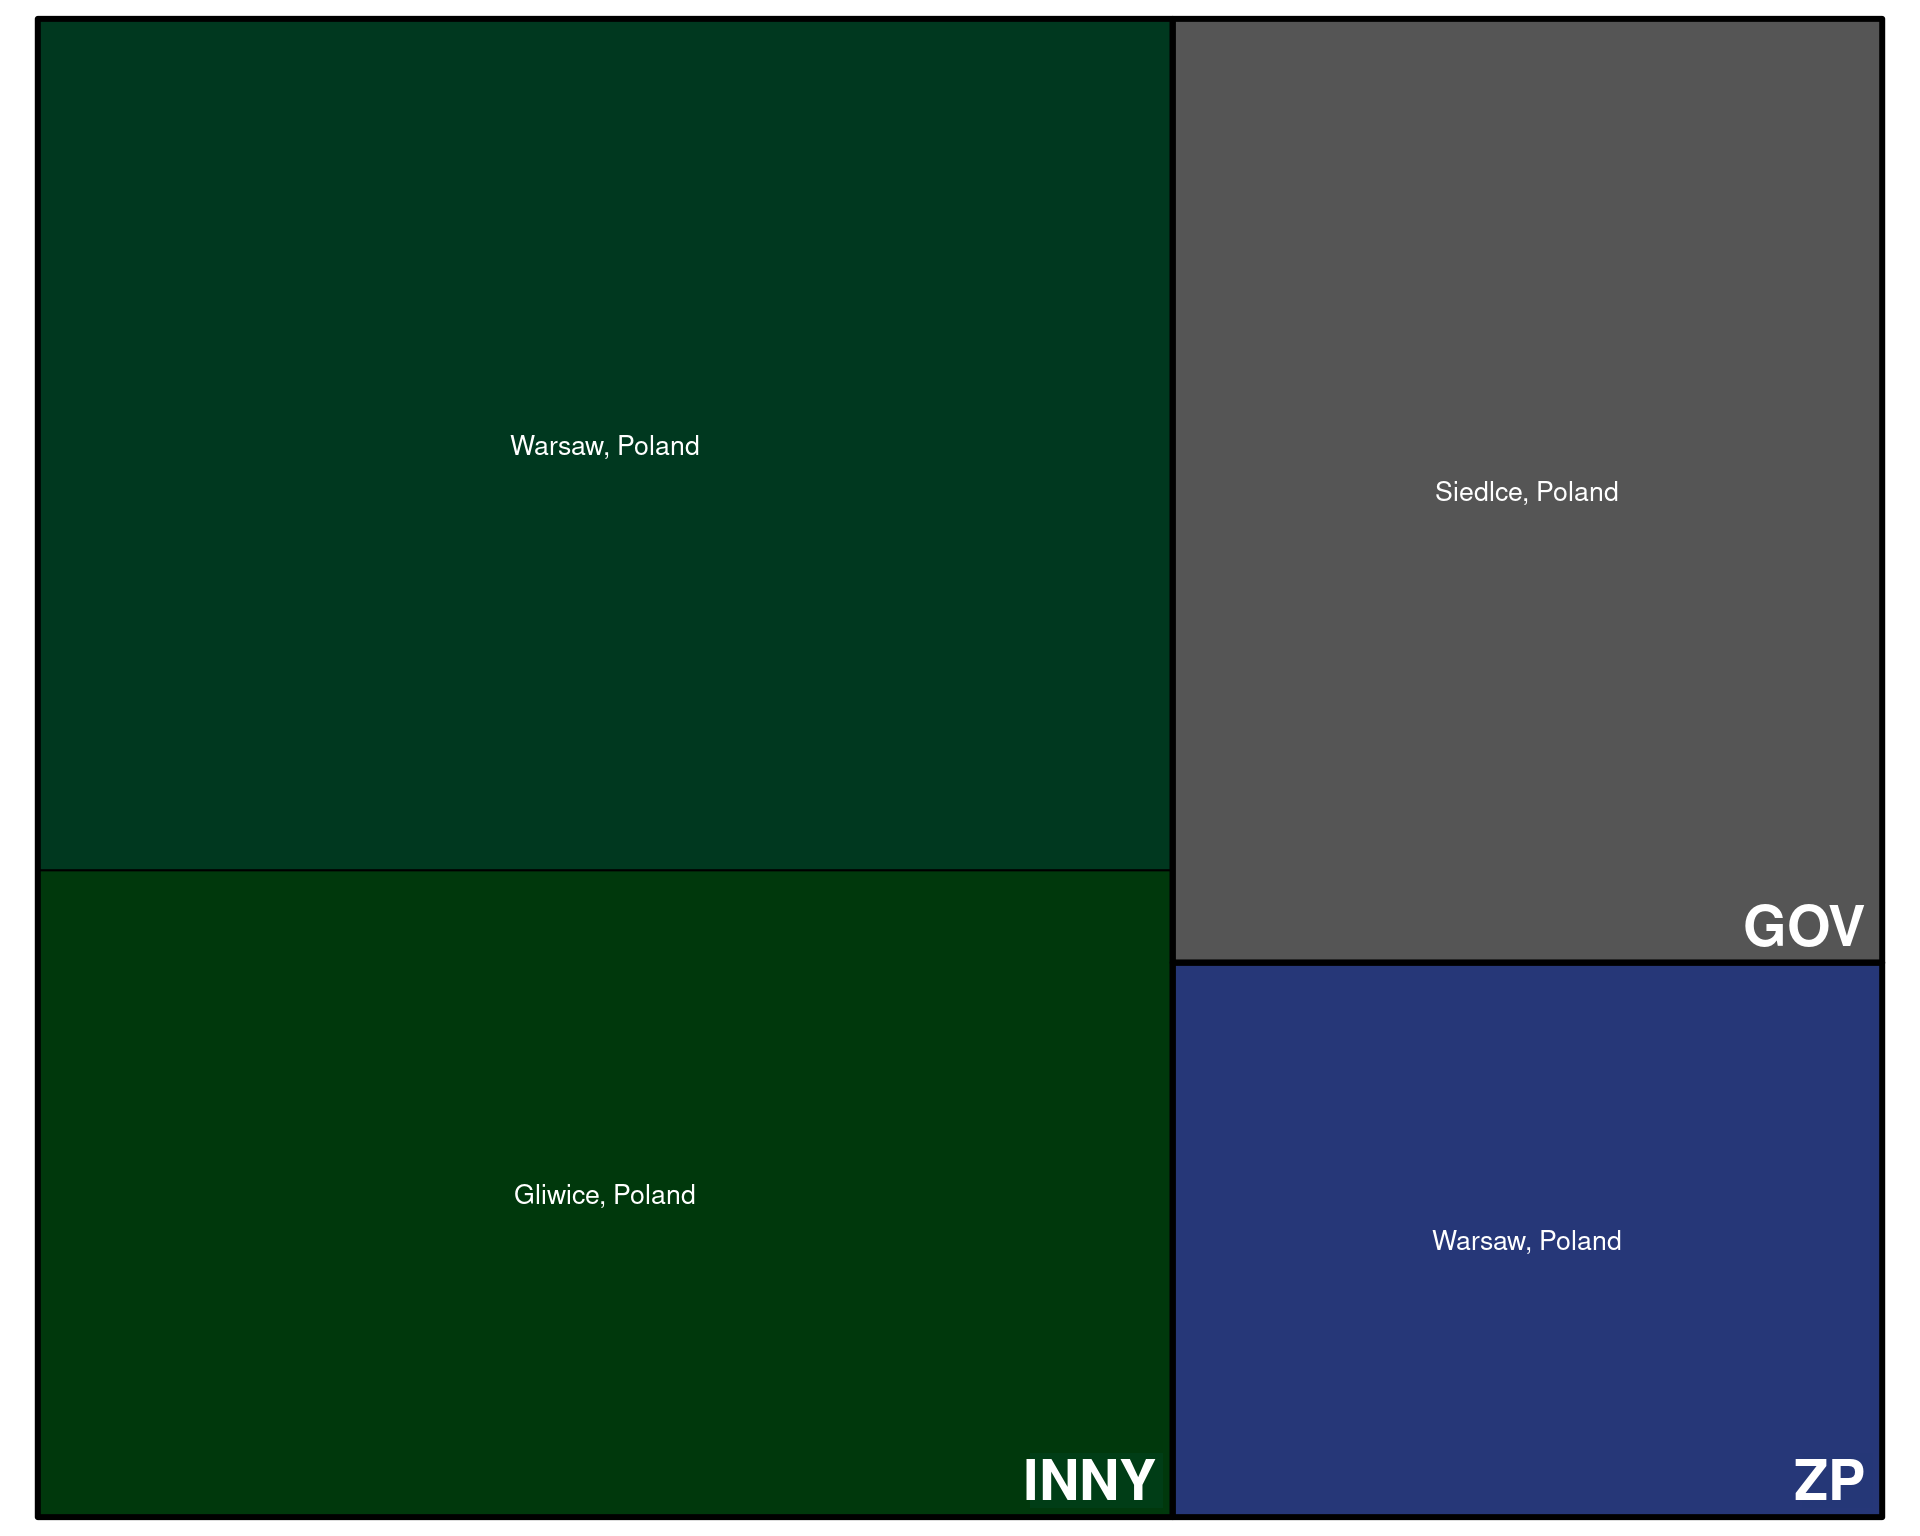 Warsaw, Poland
Gliwice, Poland
INNY
Siedlce, Poland
GOV
Warsaw, Poland
ZP